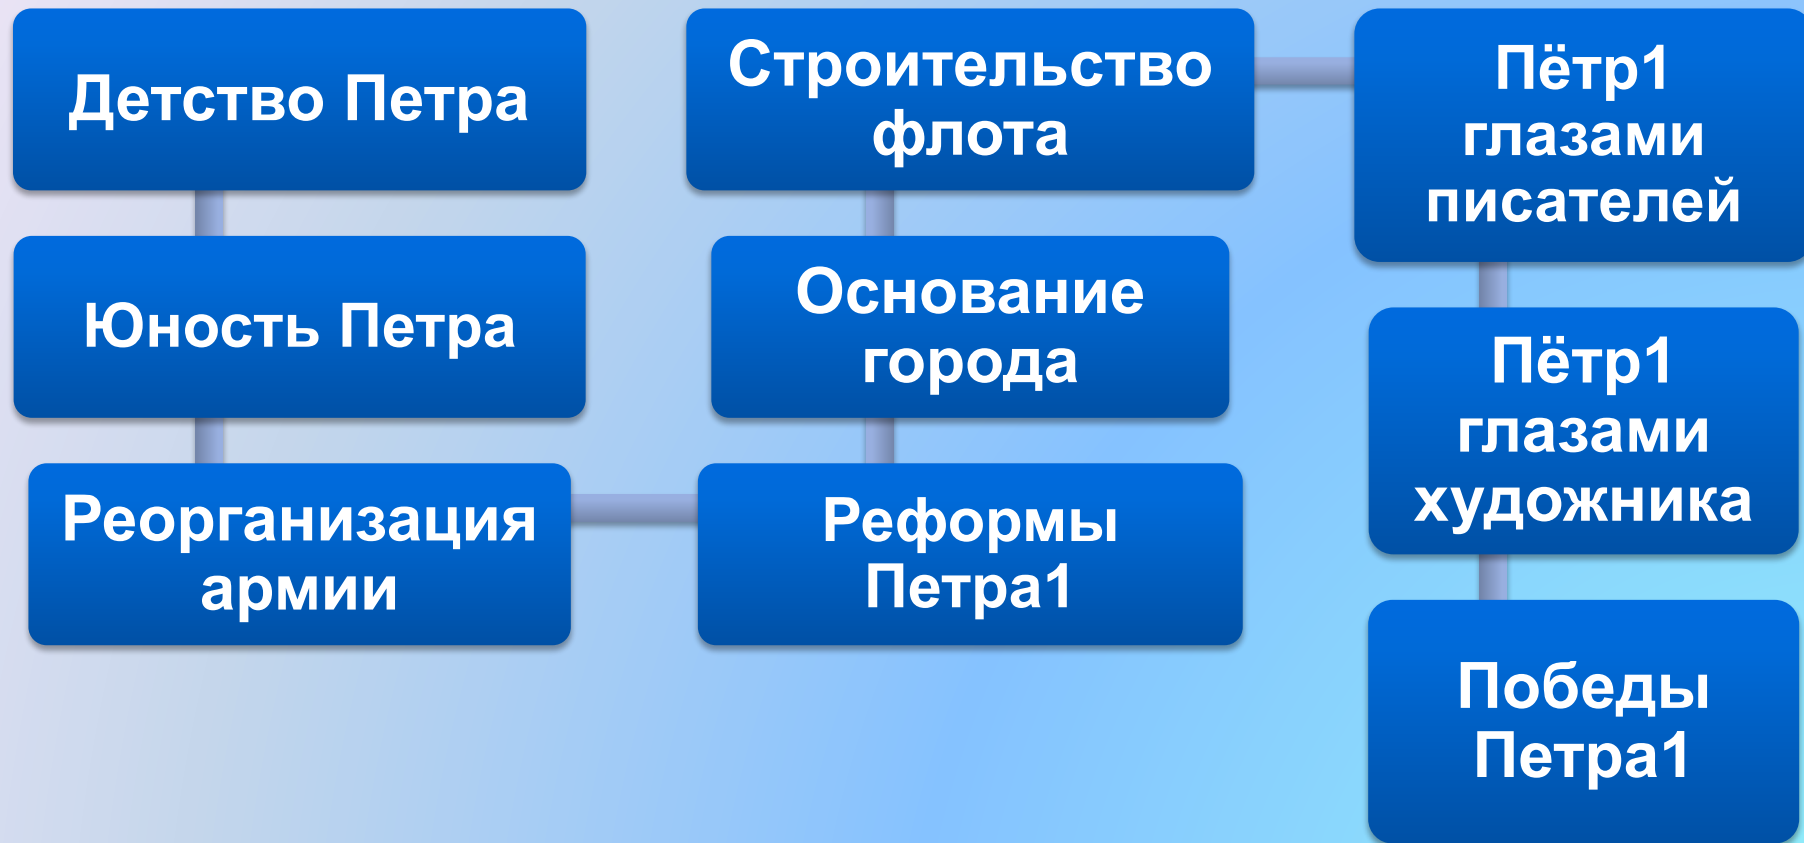 Детство Петра
Юность Петра
Реорганизация
армии
Реформы
Петра1
Основание
города
Строительство
флота
Пётр1
глазами
писателей
Пётр1
глазами
художника
Победы
Петра1